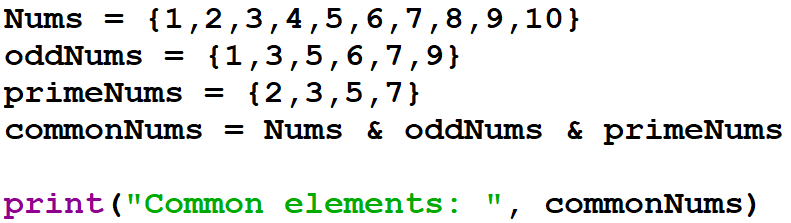 Nums = {1,2,3,4,5,6,7,8,9,10}
oddNums = {1,3,5,6,7,9}
primeNums = {2,3,5,7}
commonNums = Nums & oddNums & primeNums
print("Common elements: ", commonNums)